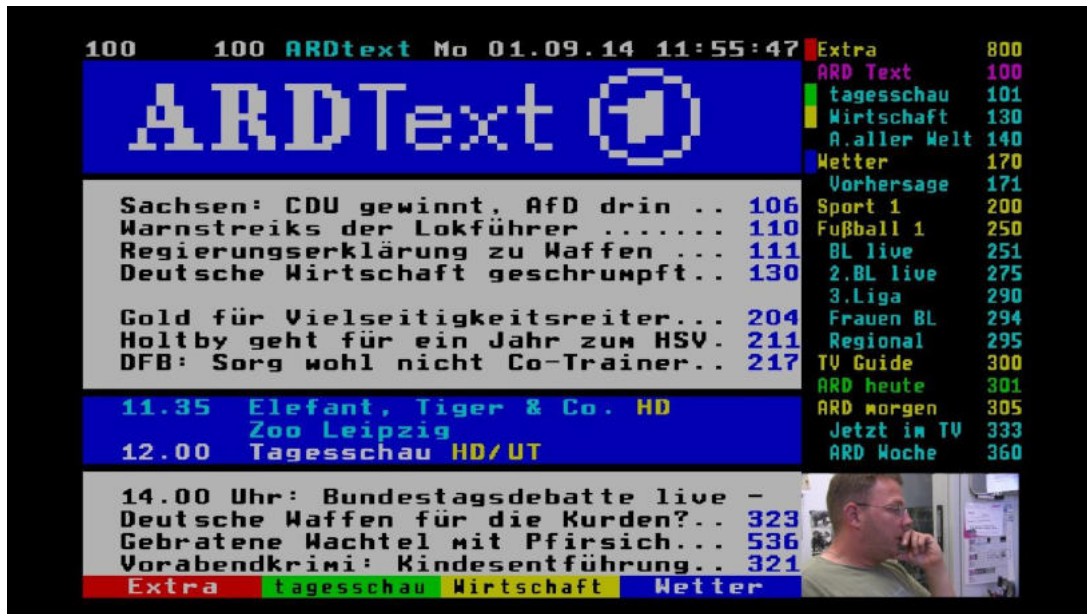 100 100 ARDtext Mo 01.09.14 11:55:47
ARDText 1
Sachsen: CDU gewinnt, AfD drin .. 106
Warnstreiks der Lokführer ....... 110
Regierungserklärung zu Waffen ... 111
Deutsche Wirtschaft geschrumpft.. 130
Gold für Vielseitigkeitsreiter... 204
Holtby geht für ein Jahr zum HSV. 211
DFB: Sorg wohl nicht Co-Trainer.. 217
11.35 Elefant, Tiger & Co. HD
Zoo Leipzig
12.00 Tagesschau HD/UT
14.00 Uhr: Bundestagsdebatte live -
Deutsche Waffen für die Kurden?.. 323
Gebratene Wachtel mit Pfirsich... 536
Vorabendkrimi: Kindesentführung.. 321
Extra tagesschau Wirtschaft Wetter
Extra 800
ARD Text 100
tagesschau 101
Wirtschaft 130
A.aller Welt 140
Wetter 170
Vorhersage 171
Sport 1 200
Fußball 1 250
BL live 251
2.BL live 275
3.Liga 290
Frauen BL 294
Regional 295
TV Guide 300
ARD heute 301
ARD morgen 305
Jetzt im TV 333
ARD Woche 360